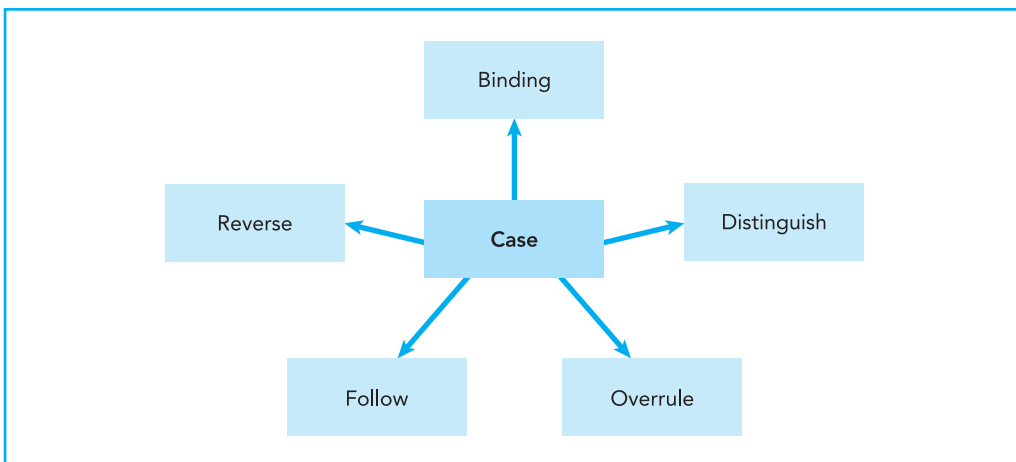 Binding
Reverse
Case
Distinguish
Follow
Overrule